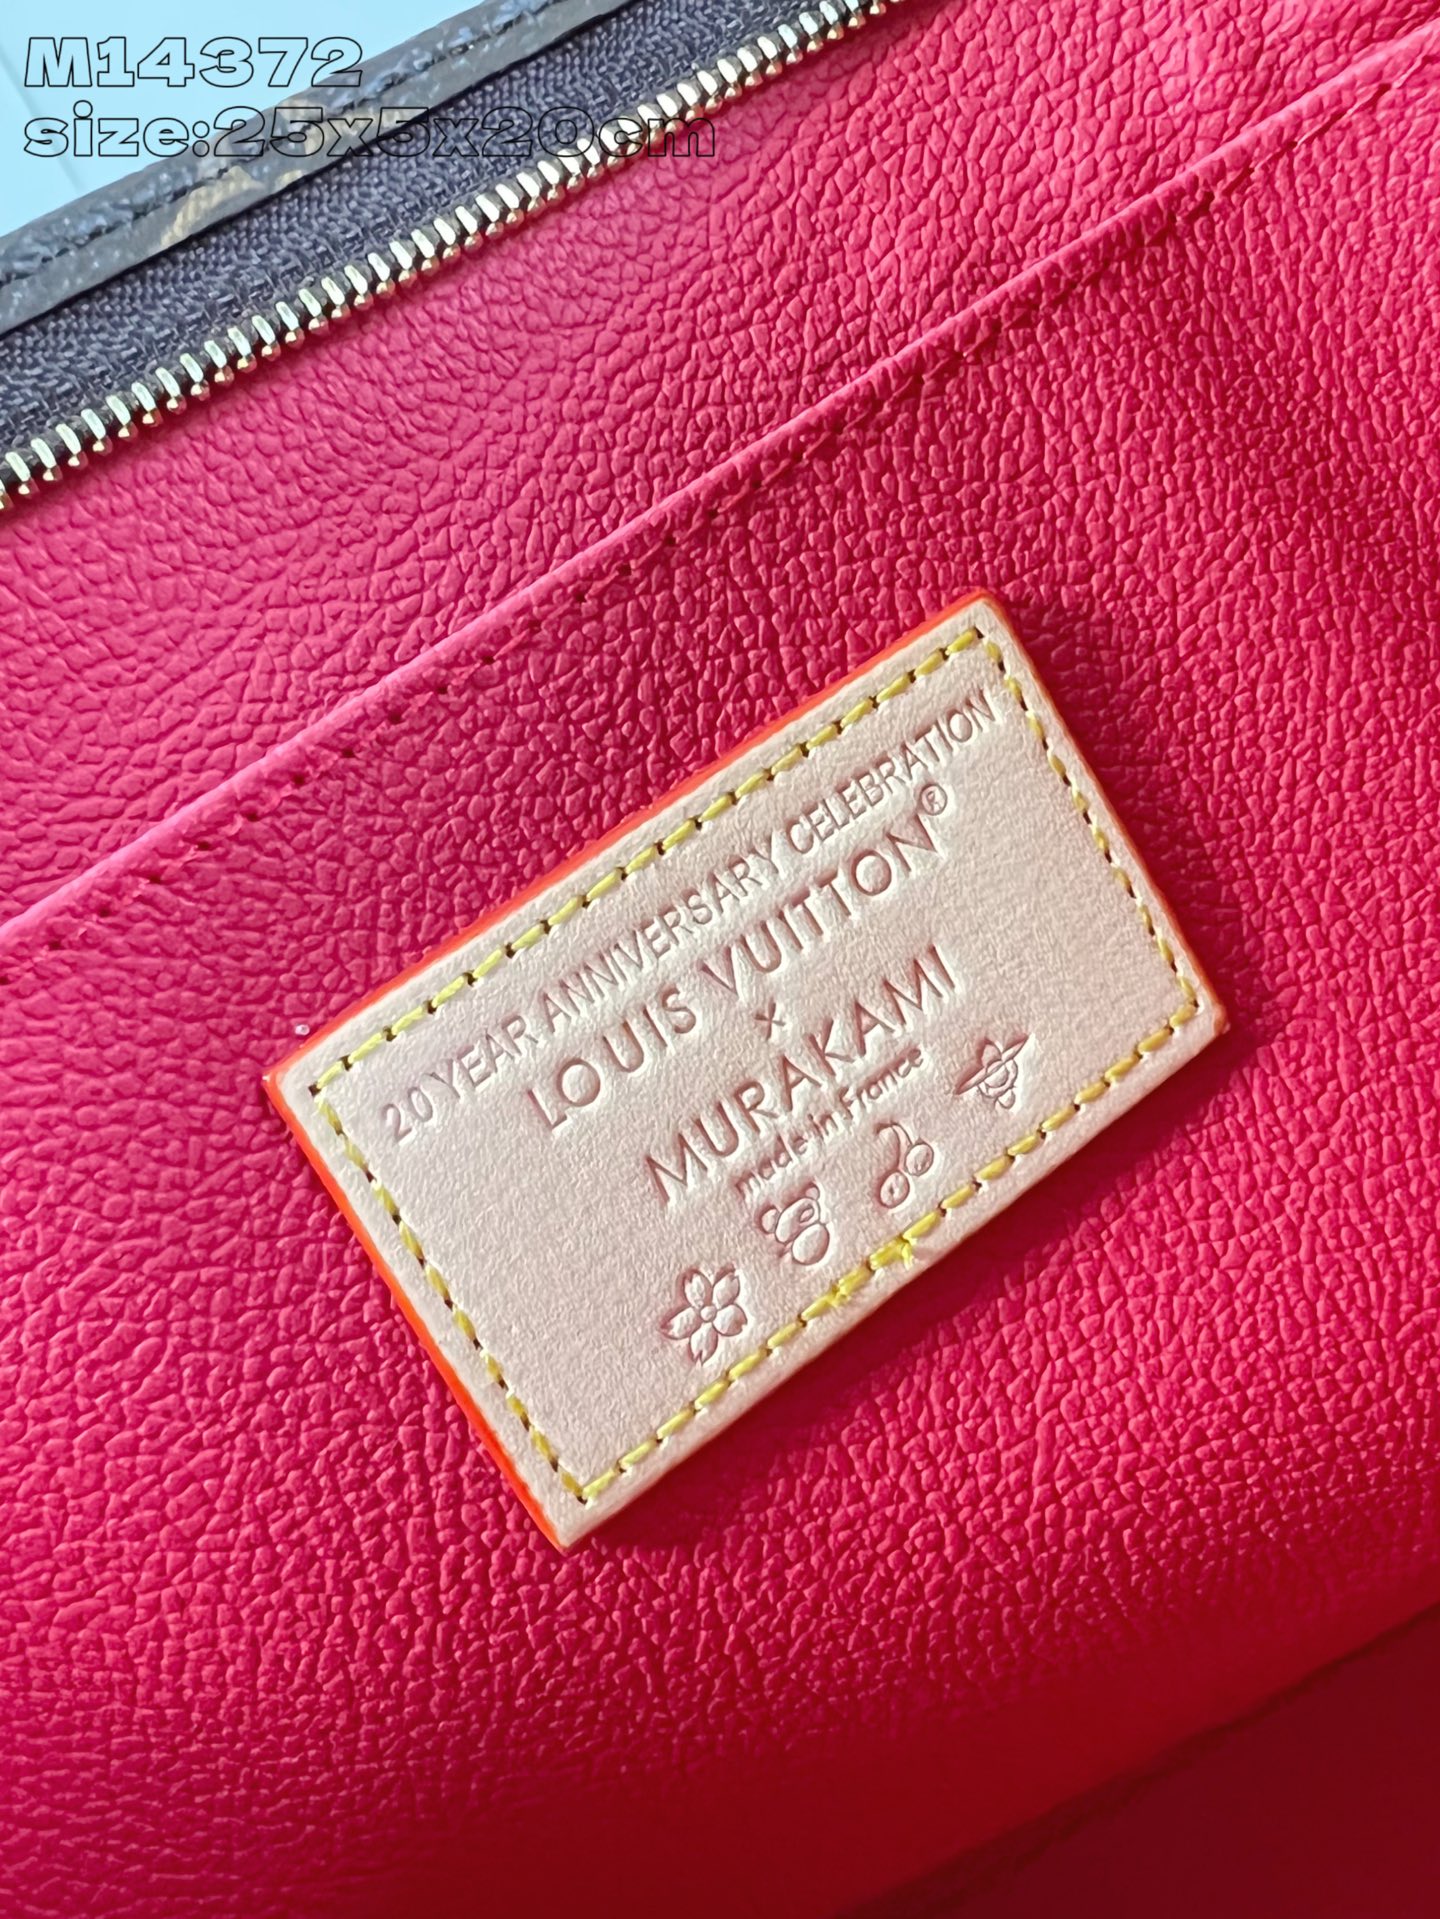 M14372
size:25x5x20cm
20 YEAR ANNIVERSARY CELEBRATION
LOUIS VUITTON®
×
MURAKAMI
made in France